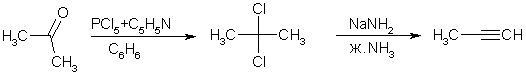 O
H₃C
CH₃
PCl₅+C₅H₅N
C₆H₆
Cl
H₃C
CH₃
Cl
NaNH₂
Ж.NH₃
H₃C
CH